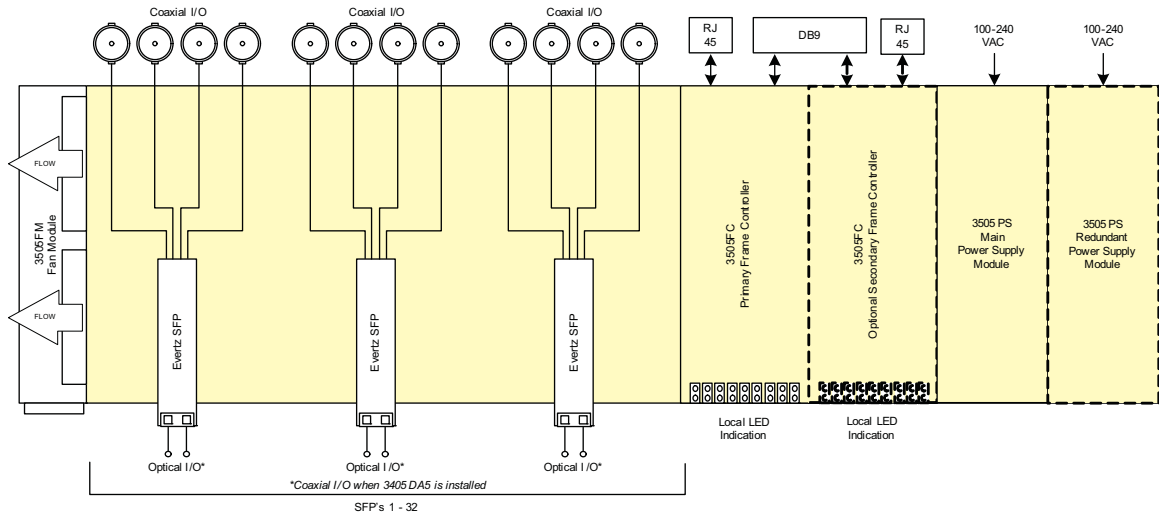 Coaxial I/O
Coaxial I/O
Coaxial I/O
RJ
45
DB9
RJ
45
100-240
VAC
100-240
VAC
FLOW
FLOW
3505FM
Fan Module
Evertz SFP
Evertz SFP
Evertz SFP
3505FC
Primary Frame Controller
3505FC
Optional Secondary Frame Controller
3505 PS
Main
Power Supply
Module
3505 PS
Redundant
Power Supply
Module
Local LED
Indication
Local LED
Indication
Optical I/O*
Optical I/O*
Optical I/O*
*Coaxial I/O when 3405 DA5 is installed
SFP's 1 - 32